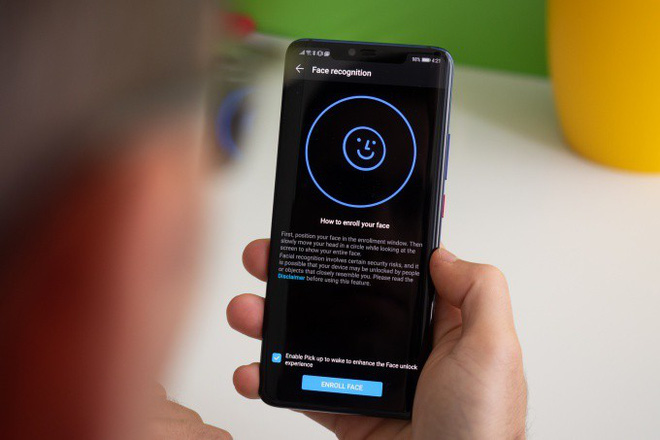 92% 4:21
Face recognition
How to enroll your face
First, position your face in the enrollment window. Then
slowly move your head in a circle while looking at the
screen to show your entire face.
Facial recognition involves certain security risks, and it
is possible that your device may be unlocked by people
or objects that closely resemble you. Please read the
Disclaimer before using this feature.
Enable Pick up to wake to enhance the Face unlock
experience
ENROLL FACE